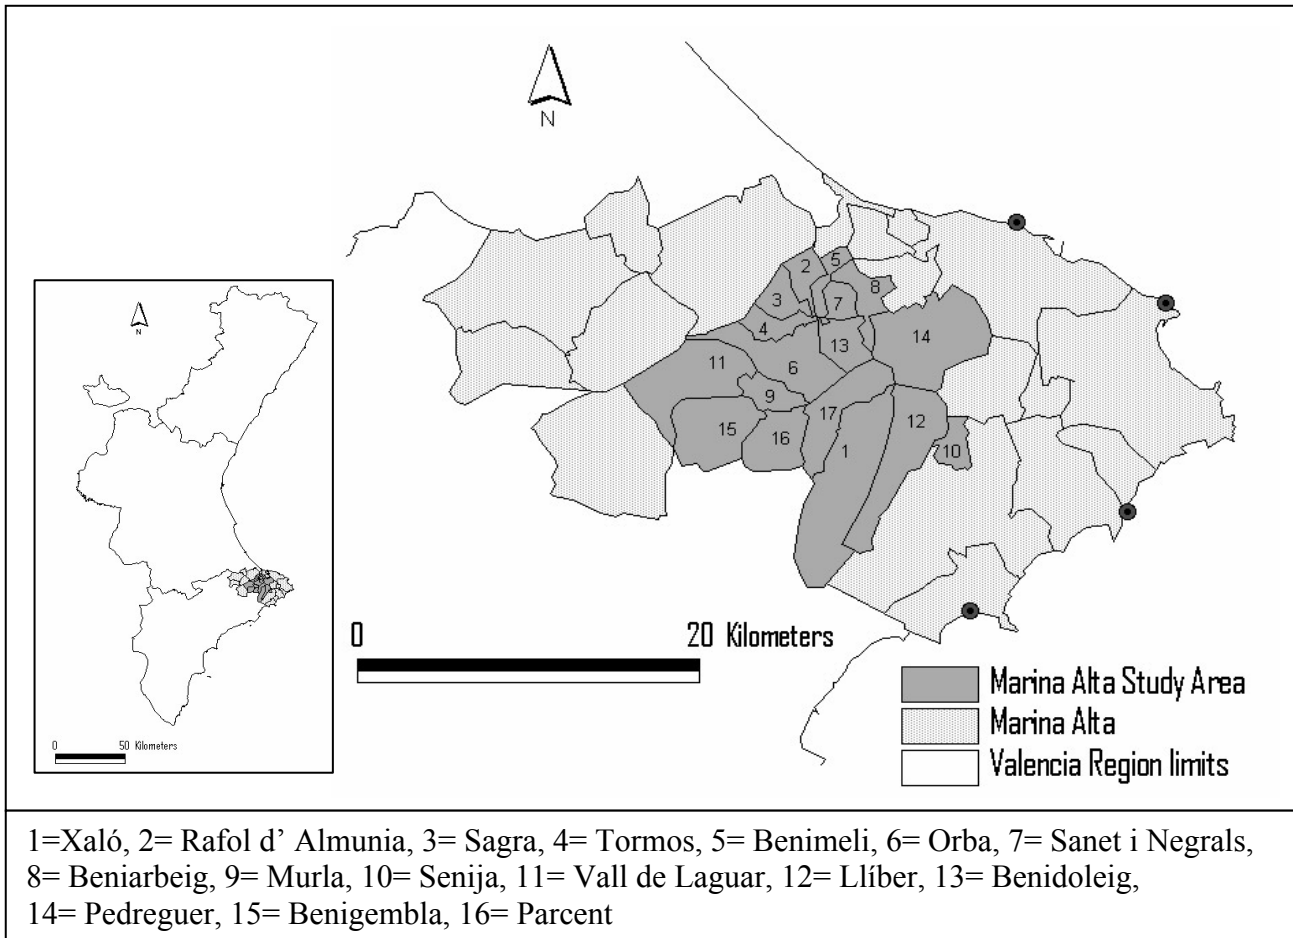 N
2
5
3
8
7
4
14
13
11
6
9
17
12
15
16
1
10
N
0
20 Kilometers
Marina Alta Study Area
Marina Alta
Valencia Region limits
0
50 Kilometers
1=Xaló, 2= Rafol d’ Almunia, 3= Sagra, 4= Tormos, 5= Benimeli, 6= Orba, 7= Sanet i Negrals,
8= Beniarbeig, 9= Murla, 10= Senija, 11= Vall de Laguar, 12= Llíber, 13= Benidoleig,
14= Pedreguer, 15= Benigembla, 16= Parcent